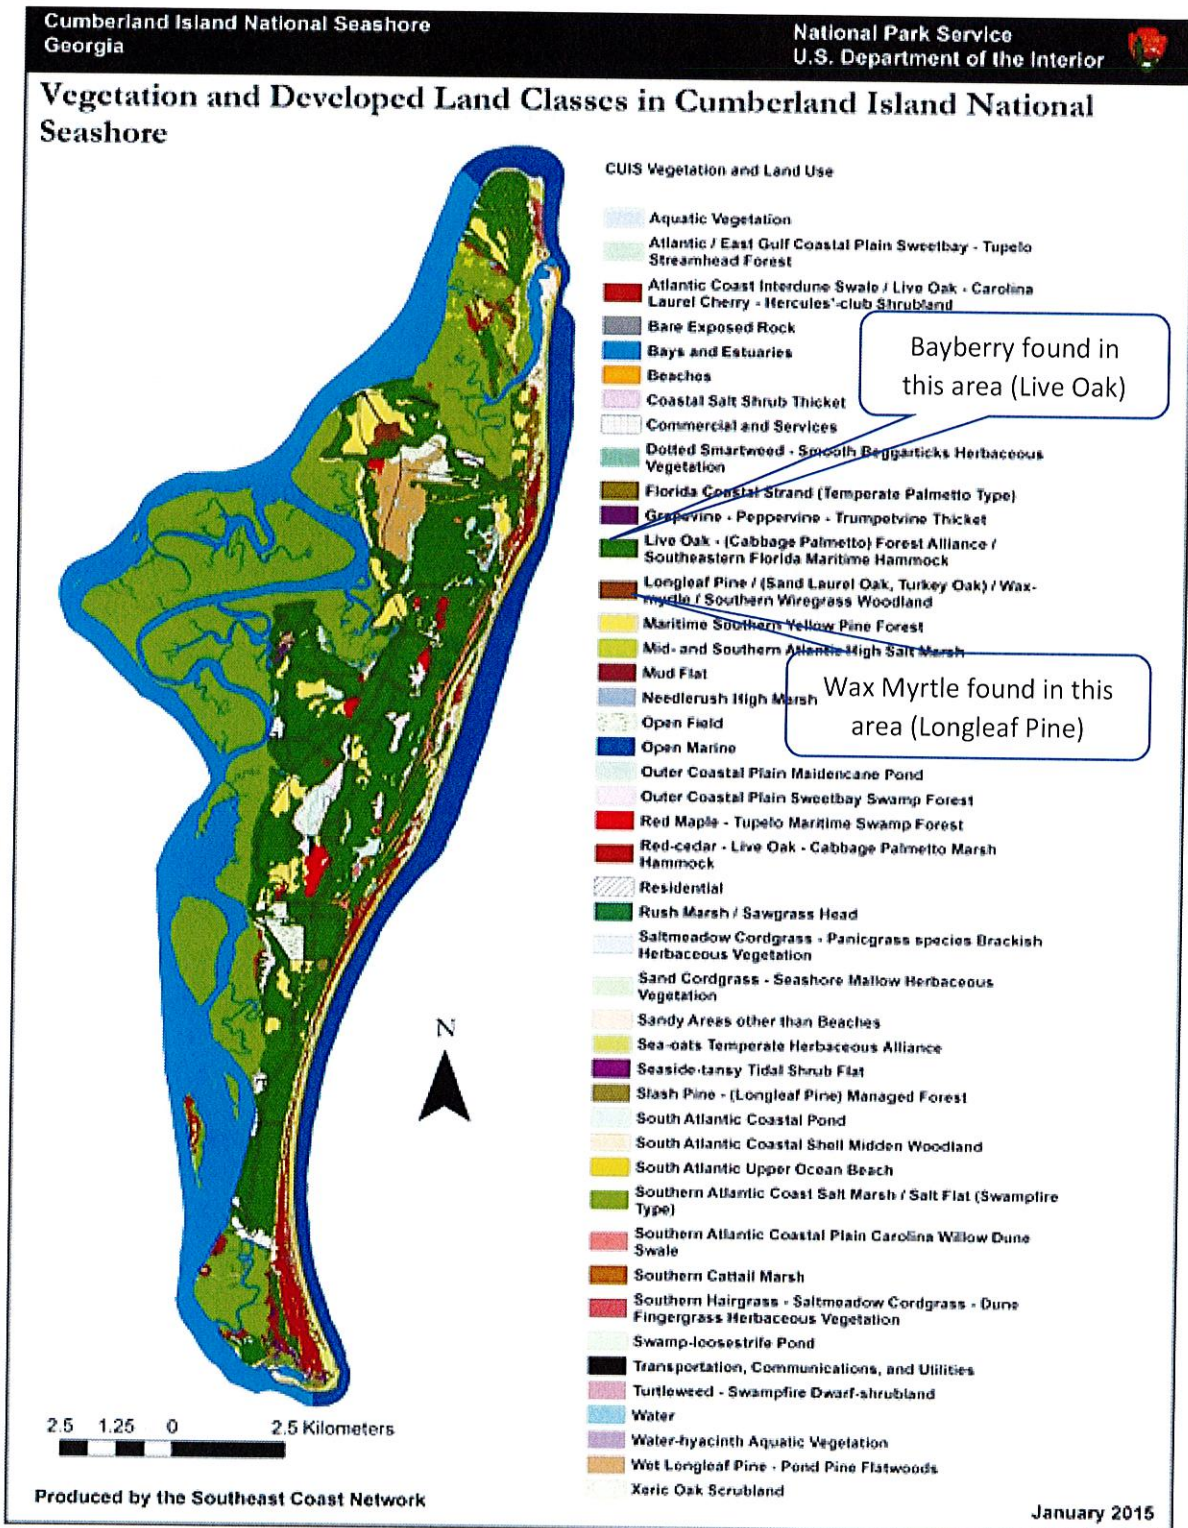 Cumberland Island National Seashore
Georgia
National Park Service
U.S. Department of the Interior
Vegetation and Developed Land Classes in Cumberland Island National
Seashore
CUIS Vegetation and Land Use
Aquatic Vegetation
Atlantic / East Gulf Coastal Plain Sweetbay - Tupelo
Streamhead Forest
Atlantic Coast Interdune Swale / Live Oak - Carolina
Laurel Cherry - Hercules'-club Shrubland
Bare Exposed Rock
Bays and Estuaries
Beaches
Coastal Salt Shrub Thicket
Commercial and Services
Dotted Smartweed - Smooth Beggarticks Herbaceous
Vegetation
Florida Coastal Strand (Temperate Palmetto Type)
Grapevine - Peppervine - Trumpetvine Thicket
Live Oak - (Cabbage Palmetto) Forest Alliance /
Southeastern Florida Maritime Hammock
Longleaf Pine / (Sand Laurel Oak, Turkey Oak) / Wax-
myrtle / Southern Wiregrass Woodland
Maritime Southern Yellow Pine Forest
Mid- and Southern Atlantic High Salt Marsh
Mud Flat
Needlerush High Marsh
Open Field
Open Marine
Outer Coastal Plain Maidencane Pond
Outer Coastal Plain Sweetbay Swamp Forest
Red Maple - Tupelo Maritime Swamp Forest
Red-cedar - Live Oak - Cabbage Palmetto Marsh
Hammock
Residential
Rush Marsh / Sawgrass Head
Saltmeadow Cordgrass - Panicgrass species Brackish
Herbaceous Vegetation
Sand Cordgrass - Seashore Mallow Herbaceous
Vegetation
Sandy Areas other than Beaches
Sea-oats Temperate Herbaceous Alliance
Seaside-tansy Tidal Shrub Flat
Slash Pine - (Longleaf Pine) Managed Forest
South Atlantic Coastal Pond
South Atlantic Coastal Shell Midden Woodland
South Atlantic Upper Ocean Beach
Southern Atlantic Coast Salt Marsh / Salt Flat (Swampfire
Type)
Southern Atlantic Coastal Plain Carolina Willow Dune
Swale
Southern Cattail Marsh
Southern Hairgrass - Saltmeadow Cordgrass - Dune
Fingergrass Herbaceous Vegetation
Swamp-loosestrife Pond
Transportation, Communications, and Utilities
Turtleweed - Swampfire Dwarf-shrubland
Water
Water-hyacinth Aquatic Vegetation
Wet Longleaf Pine - Pond Pine Flatwoods
Xeric Oak Scrubland
Bayberry found in
this area (Live Oak)
Wax Myrtle found in this
area (Longleaf Pine)
N
2.5 1.25 0 2.5 Kilometers
Produced by the Southeast Coast Network
January 2015